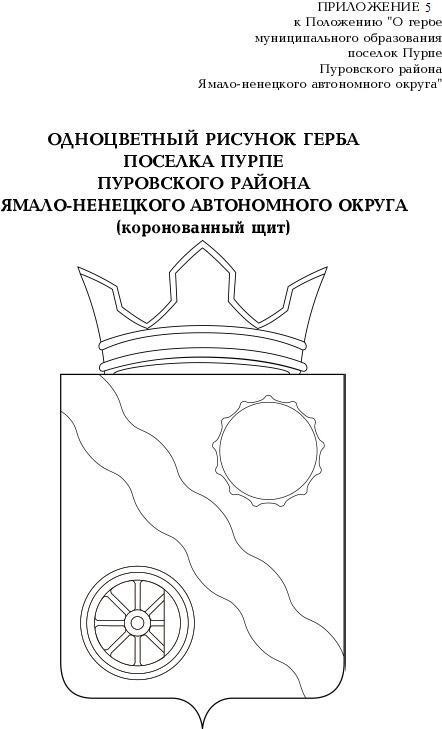 ПРИЛОЖЕНИЕ 5
к Положению "О гербе
муниципального образования
поселок Пурпе
Пуровского района
Ямало-ненецкого автономного округа"
ОДНОЦВЕТНЫЙ РИСУНОК ГЕРБА
ПОСЕЛКА ПУРПЕ
ПУРОВСКОГО РАЙОНА
ЯМАЛО-НЕНЕЦКОГО АВТОНОМНОГО ОКРУГА
(коронованный щит)